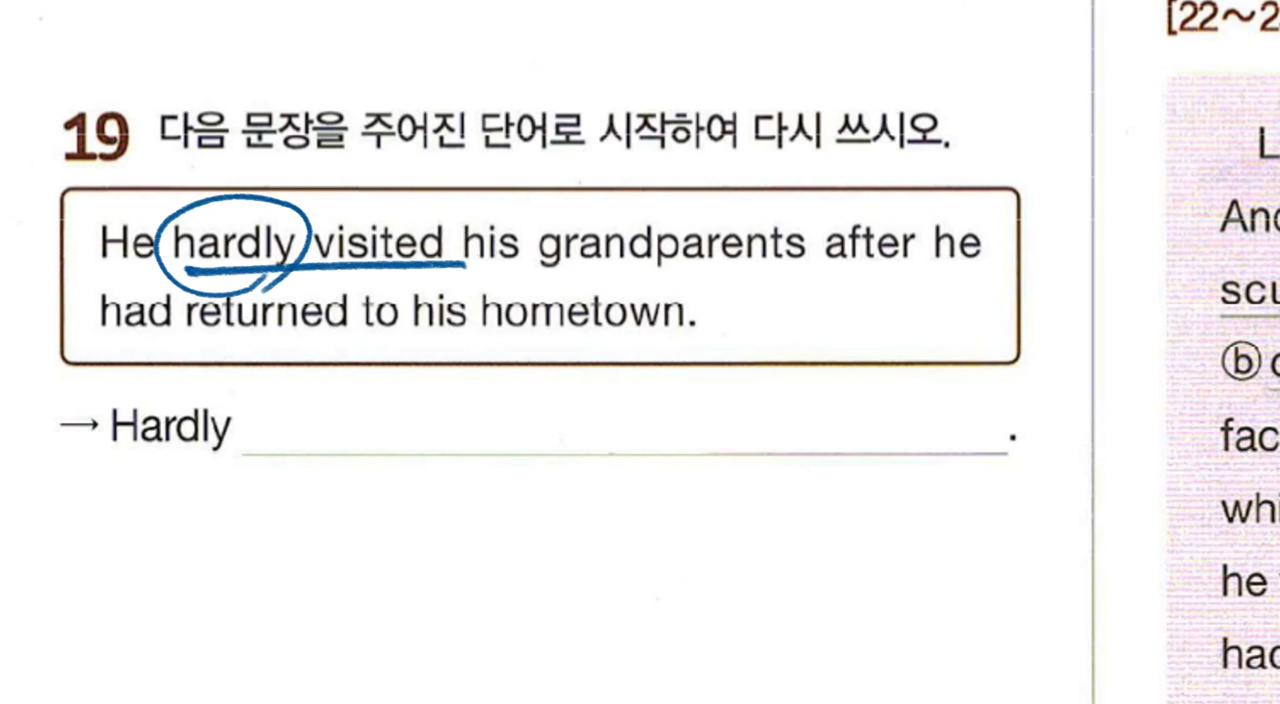 [22~2
19 다음 문장을 주어진 단어로 시작하여 다시 쓰시오.
He hardly visited his grandparents after he
had returned to his hometown.
→ Hardly .
L
And
scu
ⓑ
fac
whi
he
had